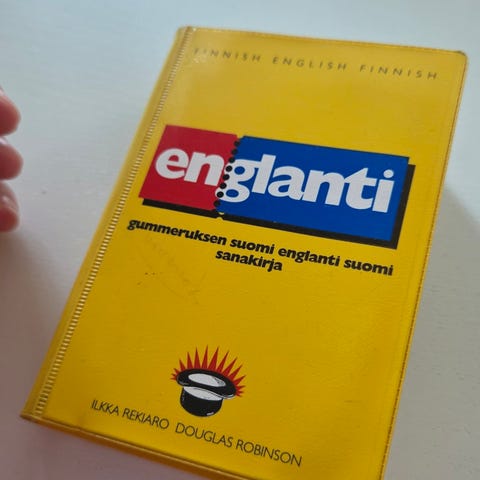 FINNISH ENGLISH FINNISH
englanti
gummeruksen suomi englanti suomi
sanakirja
ILKKA REKIARO DOUGLAS ROBINSON